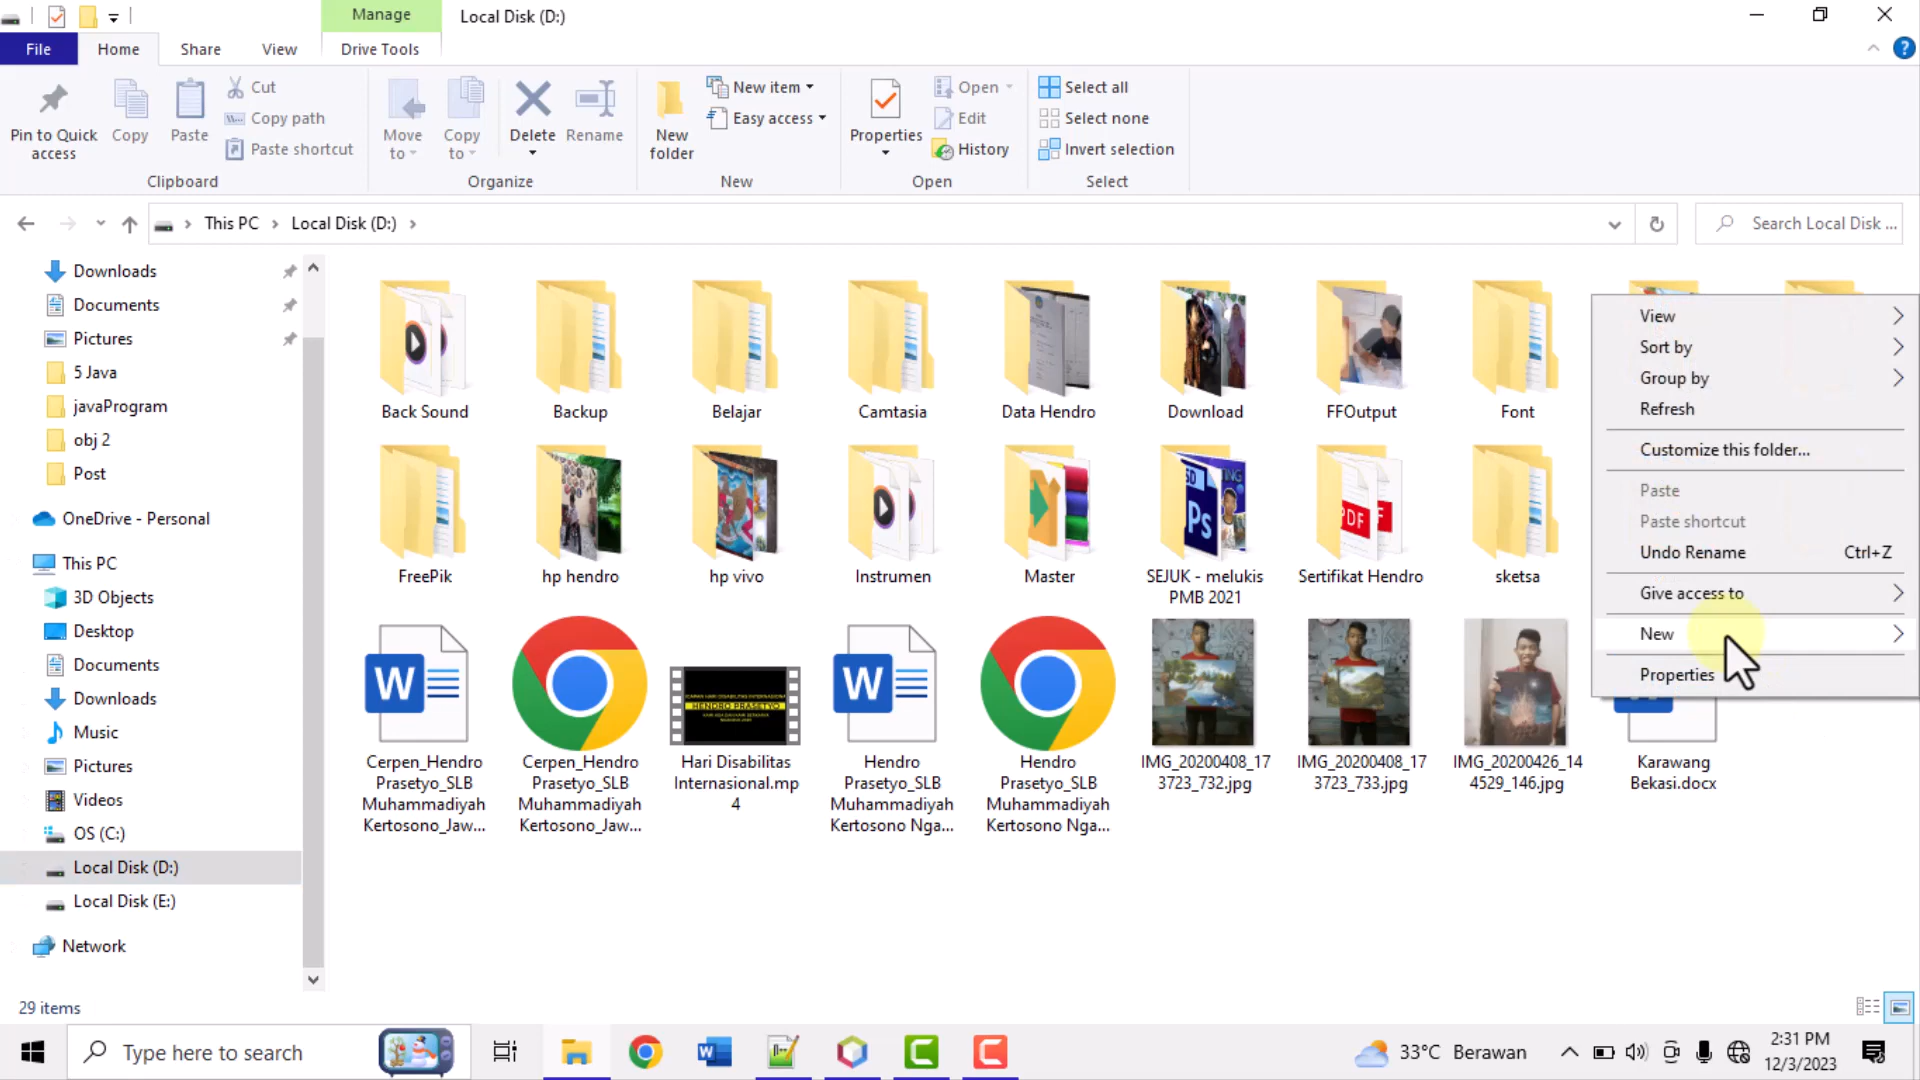 Manage
Local Disk (D:)
File
Home
Share
View
Drive Tools
Pin to Quick
access
Copy
Paste
Cut
Copy path
Paste shortcut
Clipboard
Move
to
Copy
to
Delete
Rename
Organize
New
folder
New item
Easy access
New
Properties
Open
Edit
History
Open
Select all
Select none
Invert selection
Select
This PC
Local Disk (D:)
Search Local Disk ...
Downloads
Documents
Pictures
5 Java
javaProgram
obj 2
Post
OneDrive - Personal
This PC
3D Objects
Desktop
Documents
Downloads
Music
Pictures
Videos
OS (C:)
Local Disk (D:)
Local Disk (E:)
Network
Back Sound
Backup
Belajar
Camtasia
Data Hendro
Download
FFOutput
Font
FreePik
hp hendro
hp vivo
Instrumen
Master
SEJUK - melukis
PMB 2021
Sertifikat Hendro
sketsa
Cerpen_Hendro
Prasetyo_SLB
Muhammadiyah
Kertosono_Jaw...
Cerpen_Hendro
Prasetyo_SLB
Muhammadiyah
Kertosono_Jaw...
HENDRO PRASETYO
Hari Disabilitas
Internasional.mp
4
Hendro
Prasetyo_SLB
Muhammadiyah
Kertosono Nga...
Hendro
Prasetyo_SLB
Muhammadiyah
Kertosono Nga...
IMG_20200408_17
3723_732.jpg
IMG_20200408_17
3723_733.jpg
IMG_20200426_14
4529_146.jpg
Karawang
Bekasi.docx
View
Sort by
Group by
Refresh
Customize this folder...
Paste
Paste shortcut
Undo Rename Ctrl+Z
Give access to
New
Properties
29 items
Type here to search
33°C Berawan
2:31 PM
12/3/2023